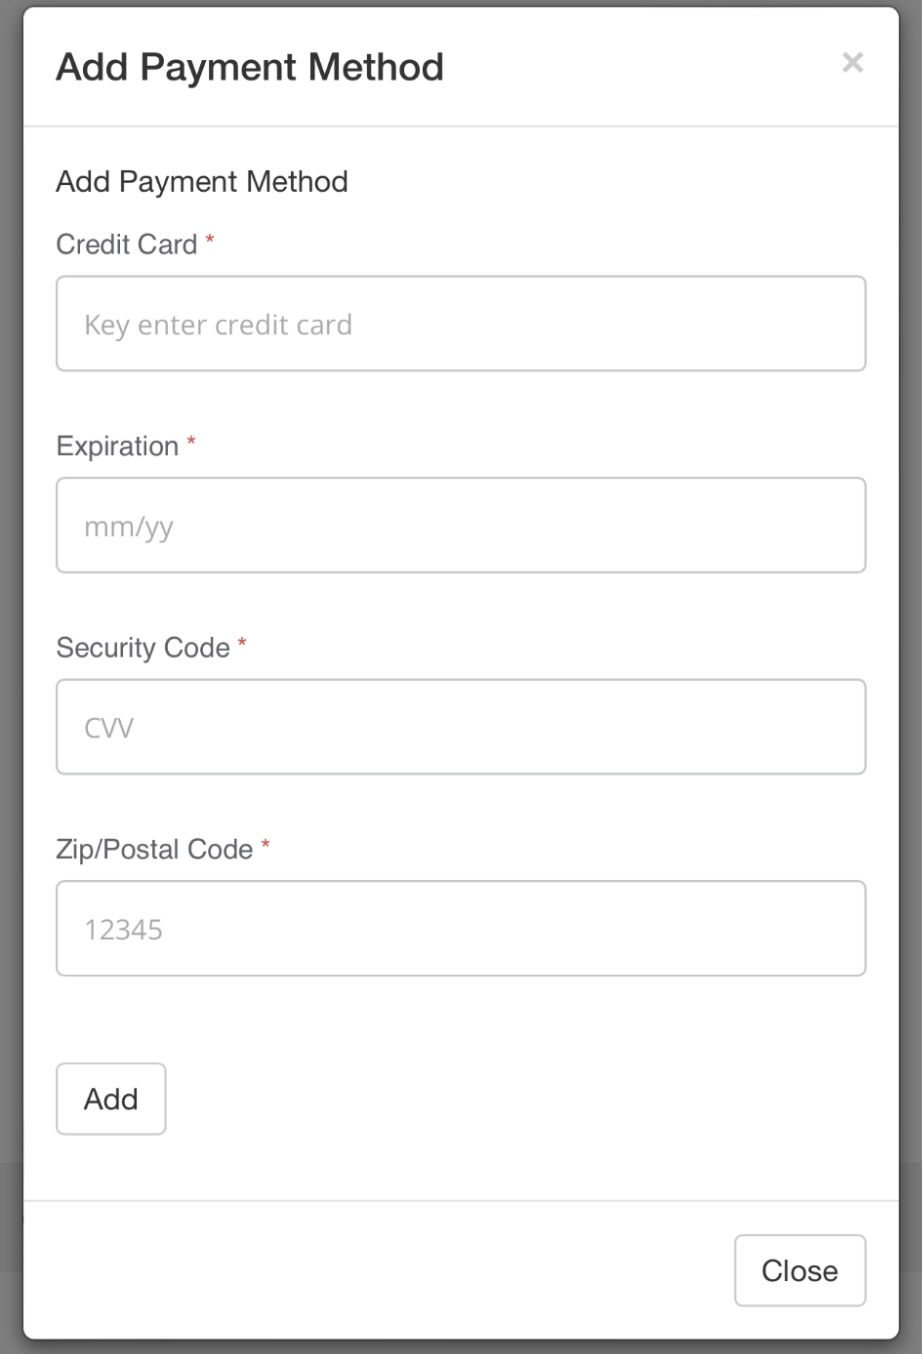 Add Payment Method ×
Add Payment Method
Credit Card *
Key enter credit card
Expiration *
mm/yy
Security Code *
CVV
Zip/Postal Code *
12345
Add
Close